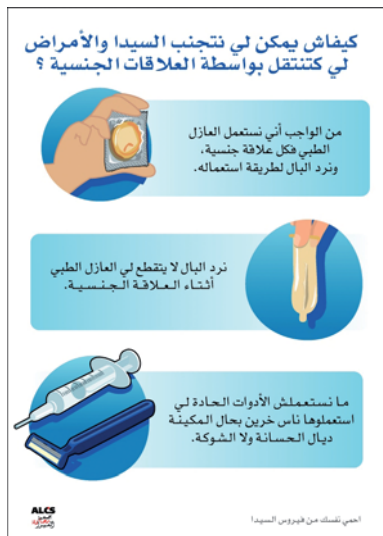 كيفاش يمكن لي نتجنب السيدا والأمراض
لي كتنتقل بواسطة العلاقات الجنسية ؟
من الواجب أني نستعمل العازل
الطبي فكل علاقة جنسية،
ونرد البال لطريقة استعماله.
نرد البال لا يتقطع لي العازل الطبي
أثناء العلاقة الجنسية.
ما نستعملش الأدوات الحادة لي
استعملوها ناس خرين بحال المكينة
ديال الحسانة ولا الشوكة.
ALCS
احمي نفسك من فيروس السيدا